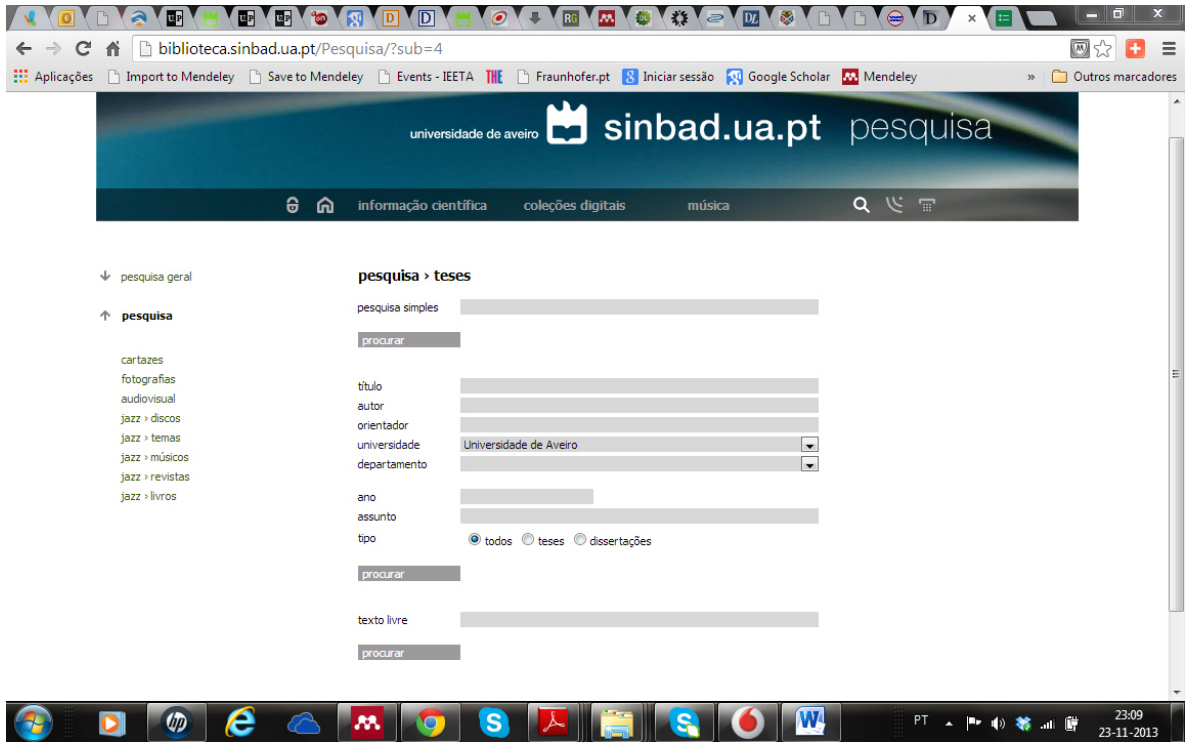 biblioteca.sinbad.ua.pt/Pesquisa/?sub=4
Aplicações Import to Mendeley Save to Mendeley Events - IEETA THE Fraunhofer.pt Iniciar sessão Google Scholar Mendeley » Outros marcadores
universidade de aveiro sinbad.ua.pt pesquisa
informação científica coleções digitais música
pesquisa geral
pesquisa
cartazes
fotografias
audiovisual
jazz › discos
jazz › temas
jazz › músicos
jazz › revistas
jazz › livros
pesquisa › teses
pesquisa simples
procurar
título
autor
orientador
universidade Universidade de Aveiro
departamento
ano
assunto
tipo todos teses dissertações
procurar
texto livre
procurar
PT 23:09
23-11-2013